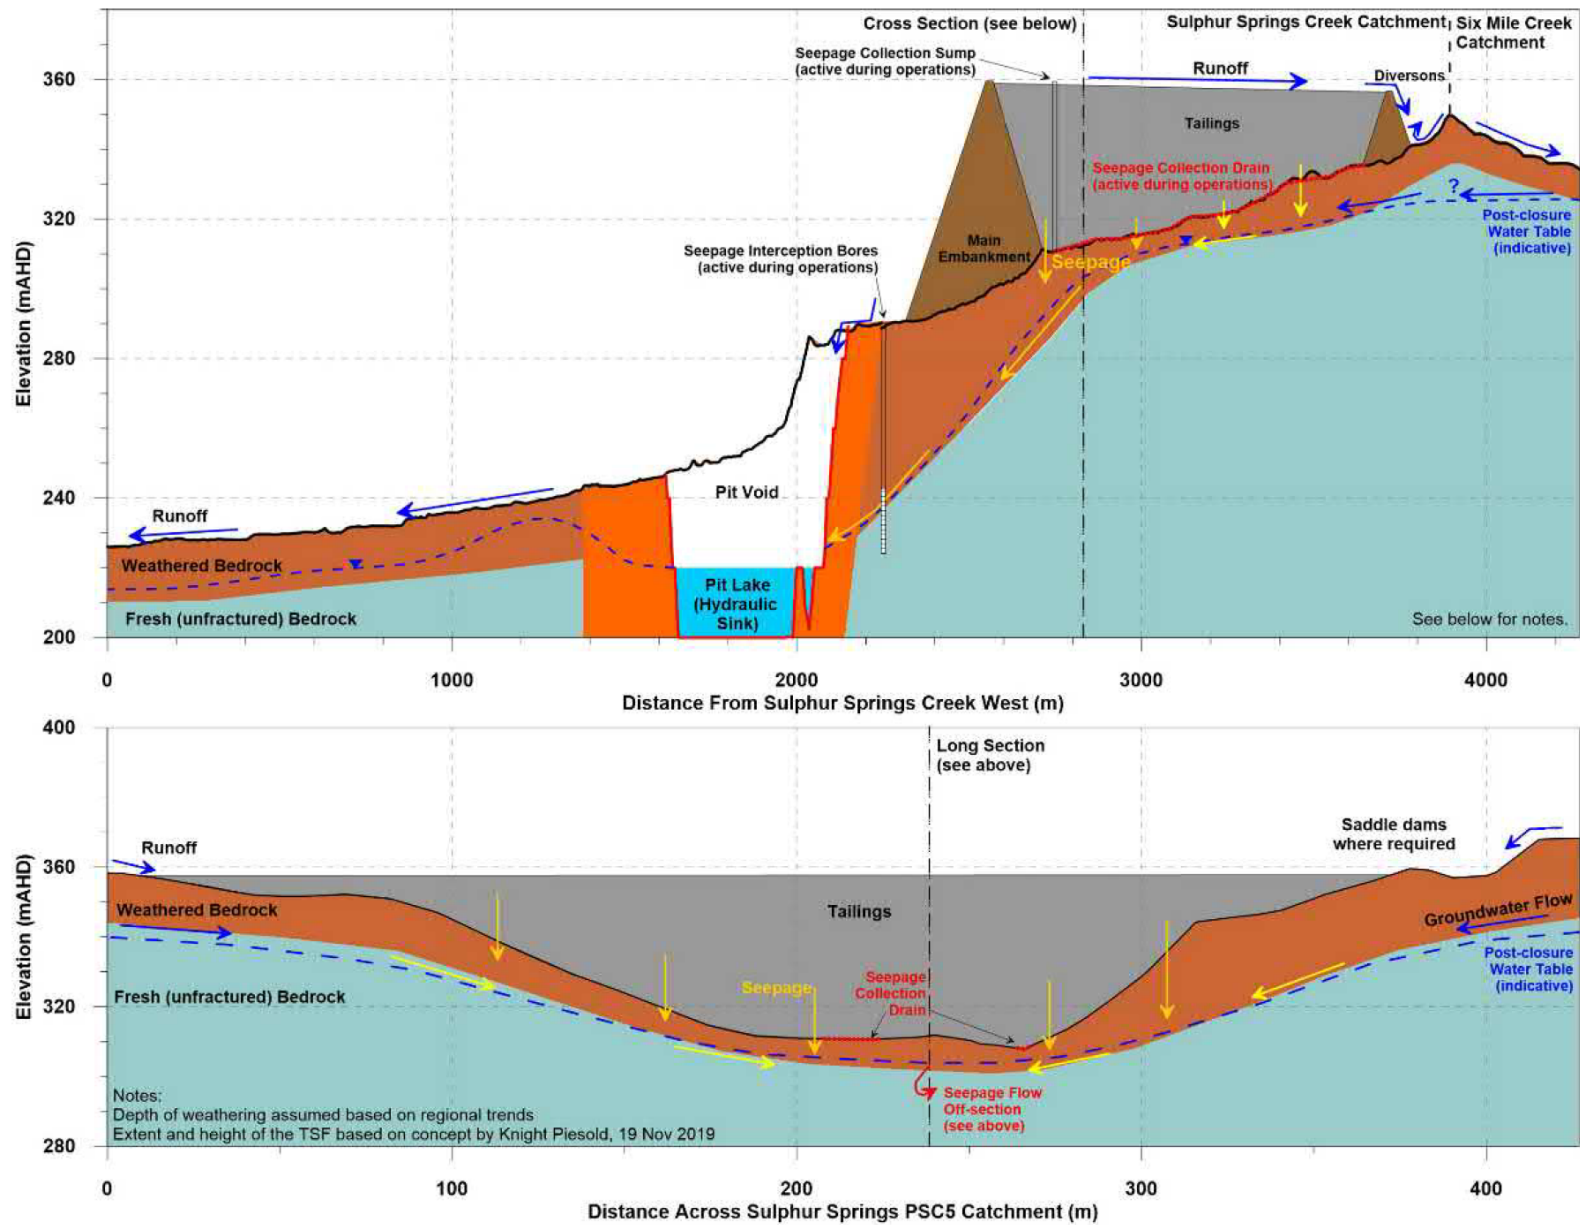 Cross Section (see below)
Sulphur Springs Creek Catchment
Six Mile Creek
Catchment
Seepage Collection Sump
(active during operations)
Runoff
Diversons
360
Tailings
Seepage Collection Drain
(active during operations)
?
320
Post-closure
Water Table
(indicative)
Seepage Interception Bores
(active during operations)
Main
Embankment
Seepage
Elevation (mAHD)
280
Pit Void
240
Runoff
Weathered Bedrock
Pit Lake
(Hydraulic
Sink)
Fresh (unfractured) Bedrock
See below for notes.
200
0
1000
2000
3000
4000
Distance From Sulphur Springs Creek West (m)
400
Long Section
(see above)
Saddle dams
where required
Runoff
360
Elevation (mAHD)
Weathered Bedrock
Tailings
Groundwater Flow
Post-closure
Water Table
(indicative)
Seepage
Seepage
Collection
Drain
Fresh (unfractured) Bedrock
320
Seepage Flow
Off-section
(see above)
Notes:
Depth of weathering assumed based on regional trends
Extent and height of the TSF based on concept by Knight Piesold, 19 Nov 2019
280
0
100
200
300
400
Distance Across Sulphur Springs PSC5 Catchment (m)